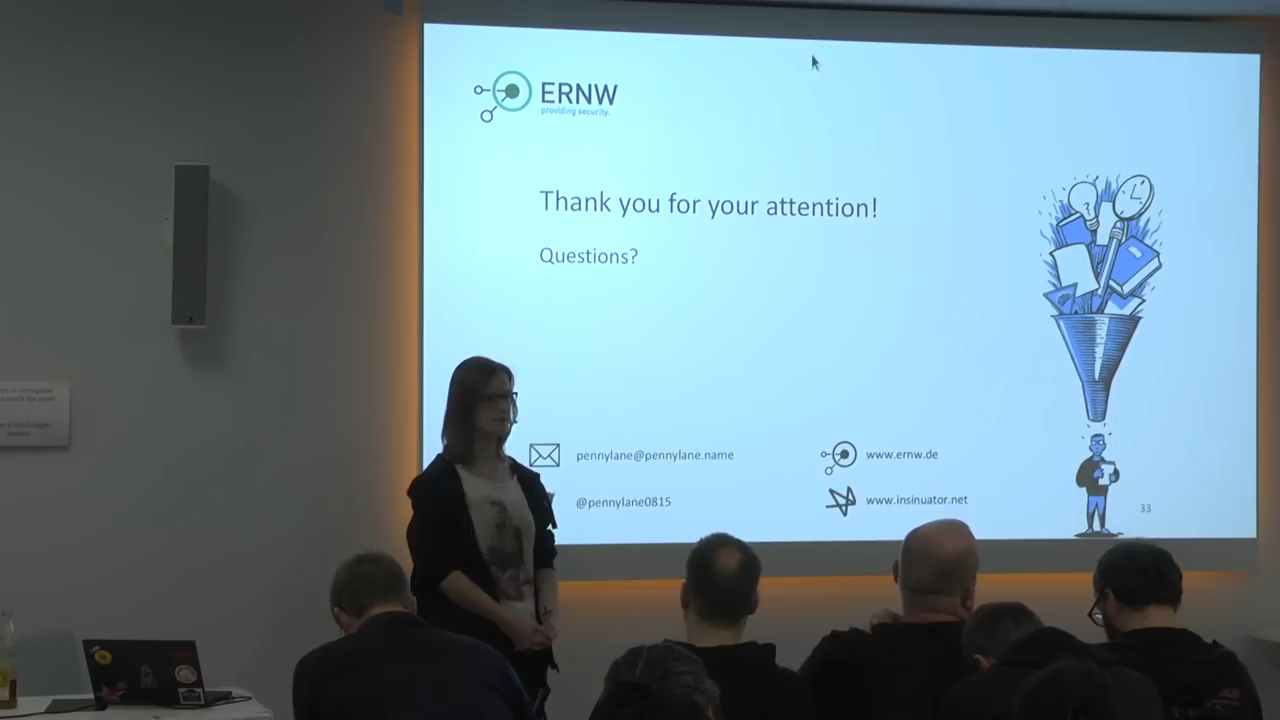 ERNW
providing security.
Thank you for your attention!
Questions?
pennylane@pennylane.name
www.ernw.de
@pennylane0815
www.insinuator.net
33